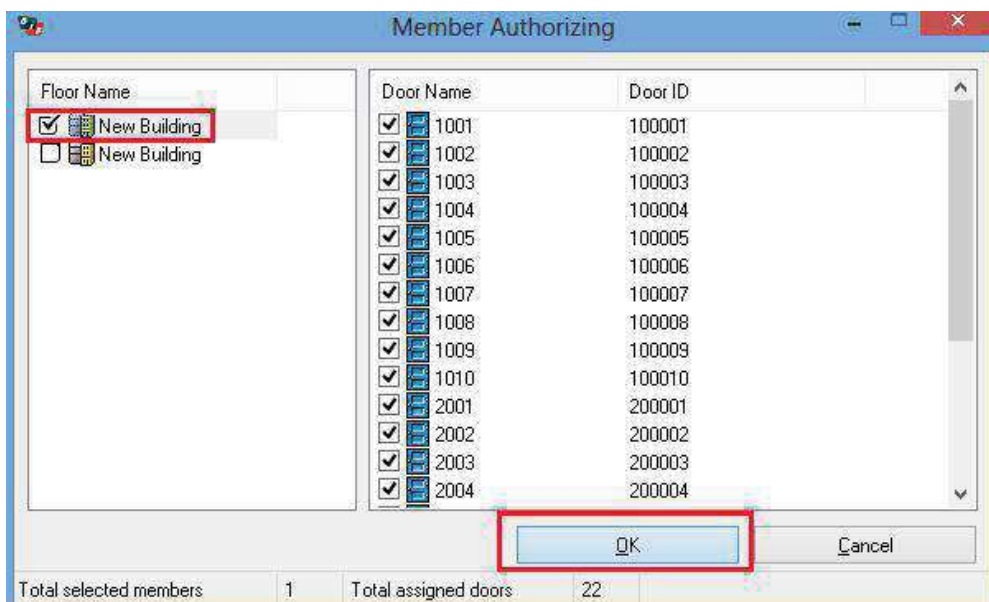 Member Authorizing
Floor Name
New Building
New Building
Door Name Door ID
1001 100001
1002 100002
1003 100003
1004 100004
1005 100005
1006 100006
1007 100007
1008 100008
1009 100009
1010 100010
2001 200001
2002 200002
2003 200003
2004 200004
OK
Cancel
Total selected members 1 Total assigned doors 22